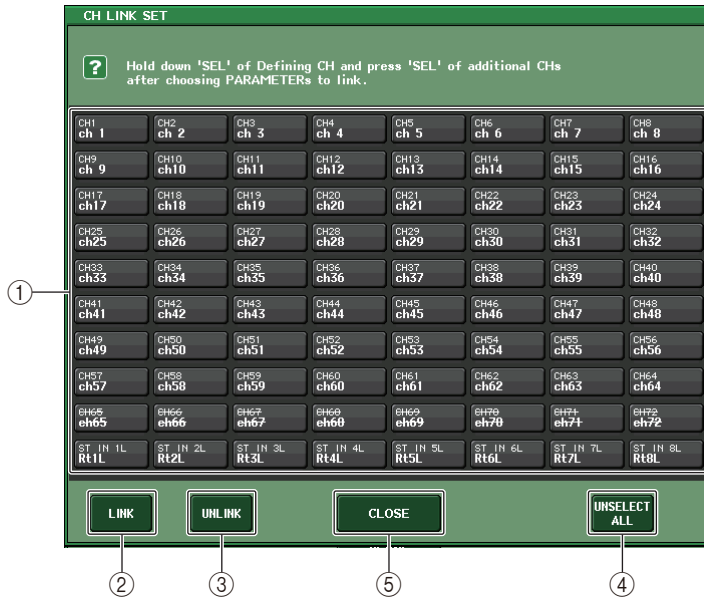 CH LINK SET
? Hold down 'SEL' of Defining CH and press 'SEL' of additional CHs
after choosing PARAMETERs to link.
CH1 CH2 CH3 CH4 CH5 CH6 CH7 CH8
ch 1 ch 2 ch 3 ch 4 ch 5 ch 6 ch 7 ch 8
CH9 CH10 CH11 CH12 CH13 CH14 CH15 CH16
ch 9 ch10 ch11 ch12 ch13 ch14 ch15 ch16
CH17 CH18 CH19 CH20 CH21 CH22 CH23 CH24
ch17 ch18 ch19 ch20 ch21 ch22 ch23 ch24
CH25 CH26 CH27 CH28 CH29 CH30 CH31 CH32
ch25 ch26 ch27 ch28 ch29 ch30 ch31 ch32
CH33 CH34 CH35 CH36 CH37 CH38 CH39 CH40
ch33 ch34 ch35 ch36 ch37 ch38 ch39 ch40
①
CH41 CH42 CH43 CH44 CH45 CH46 CH47 CH48
ch41 ch42 ch43 ch44 ch45 ch46 ch47 ch48
CH49 CH50 CH51 CH52 CH53 CH54 CH55 CH56
ch49 ch50 ch51 ch52 ch53 ch54 ch55 ch56
CH57 CH58 CH59 CH60 CH61 CH62 CH63 CH64
ch57 ch58 ch59 ch60 ch61 ch62 ch63 ch64
CH65 CH66 CH67 CH68 CH69 CH70 CH71 CH72
ch65 ch66 ch67 ch68 ch69 ch70 ch71 ch72
ST IN 1L ST IN 2L ST IN 3L ST IN 4L ST IN 5L ST IN 6L ST IN 7L ST IN 8L
Rt1L Rt2L Rt3L Rt4L Rt5L Rt6L Rt7L Rt8L
LINK UNLINK CLOSE UNSELECT
ALL
② ③ ⑤ ④